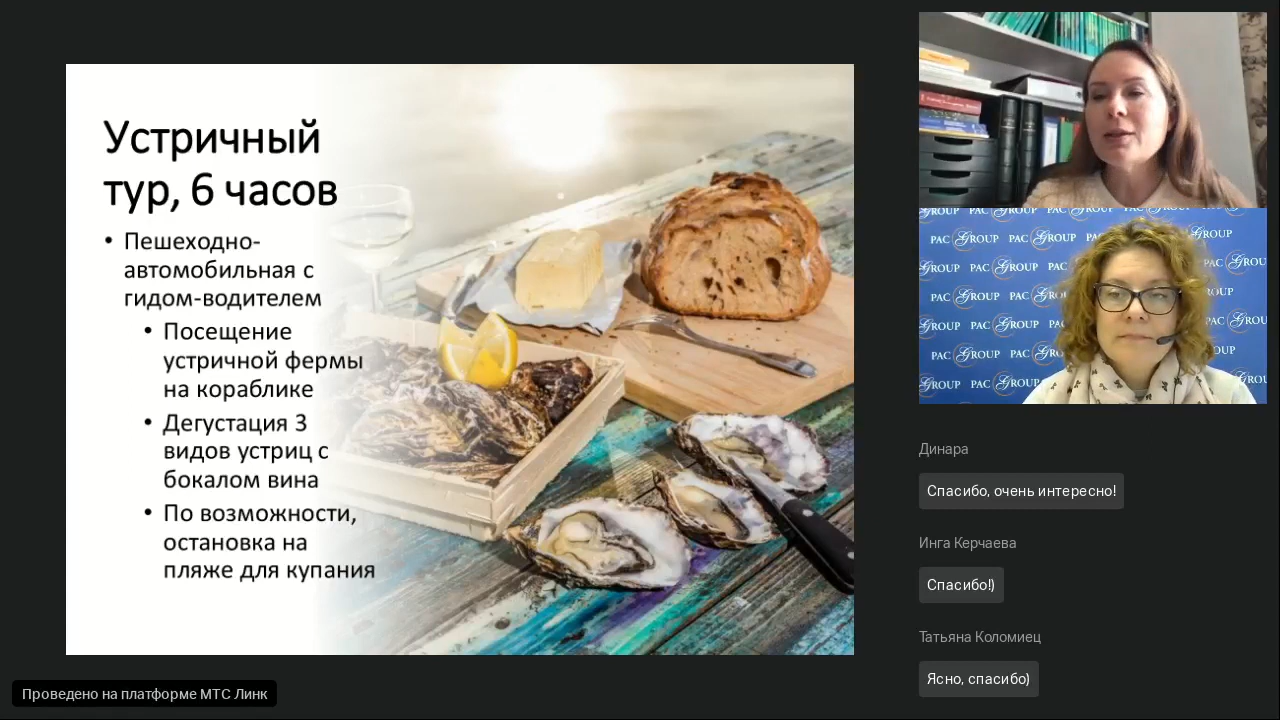 Устричный
тур, 6 часов
• Пешеходно-
автомобильная с
гидом-водителем
• Посещение
устричной фермы
на кораблике
• Дегустация 3
видов устриц с
бокалом вина
• По возможности,
остановка на
пляже для купания
PAC GROUP
Динара
Спасибо, очень интересно!
Инга Керчаева
Спасибо!)
Татьяна Коломиец
Ясно, спасибо)
Проведено на платформе МТС Линк